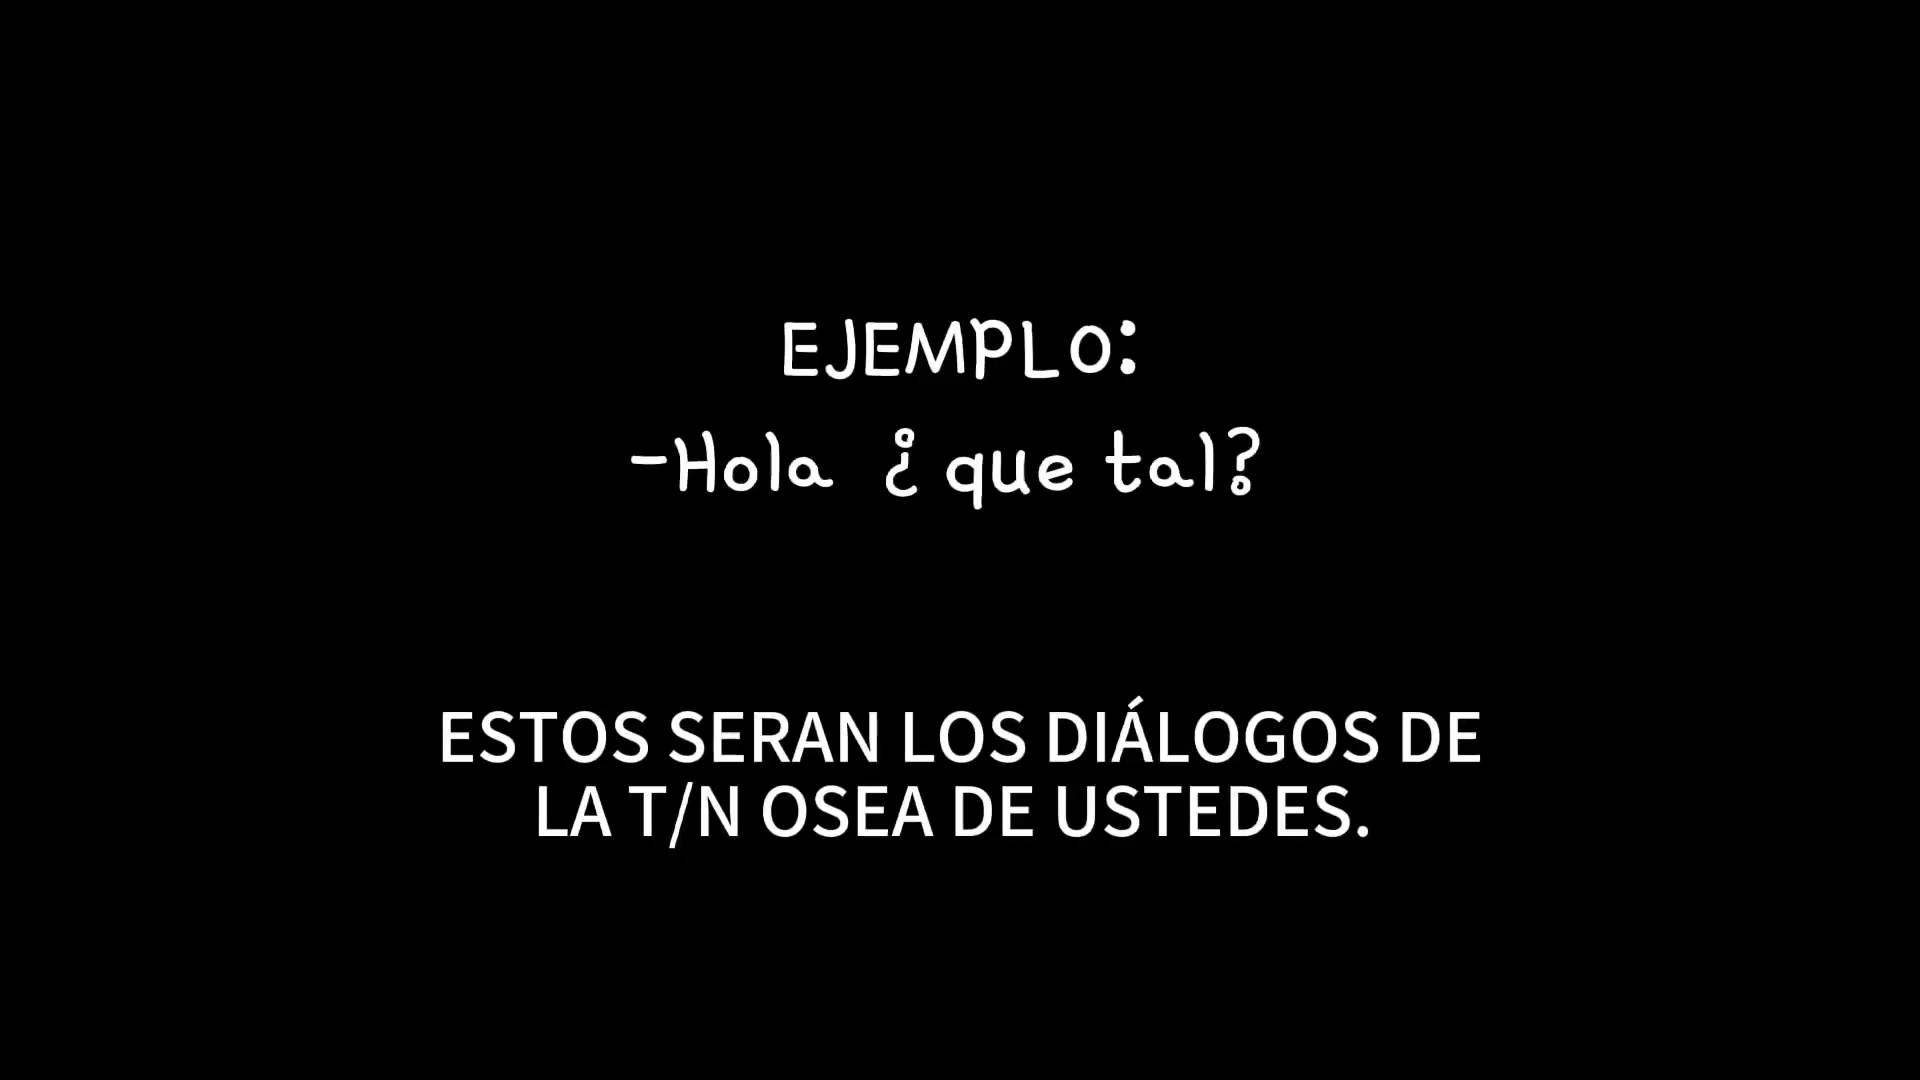 EJEMPLO:
-Hola ¿ que tal?
ESTOS SERAN LOS DIÁLOGOS DE
LA T/N OSEA DE USTEDES.